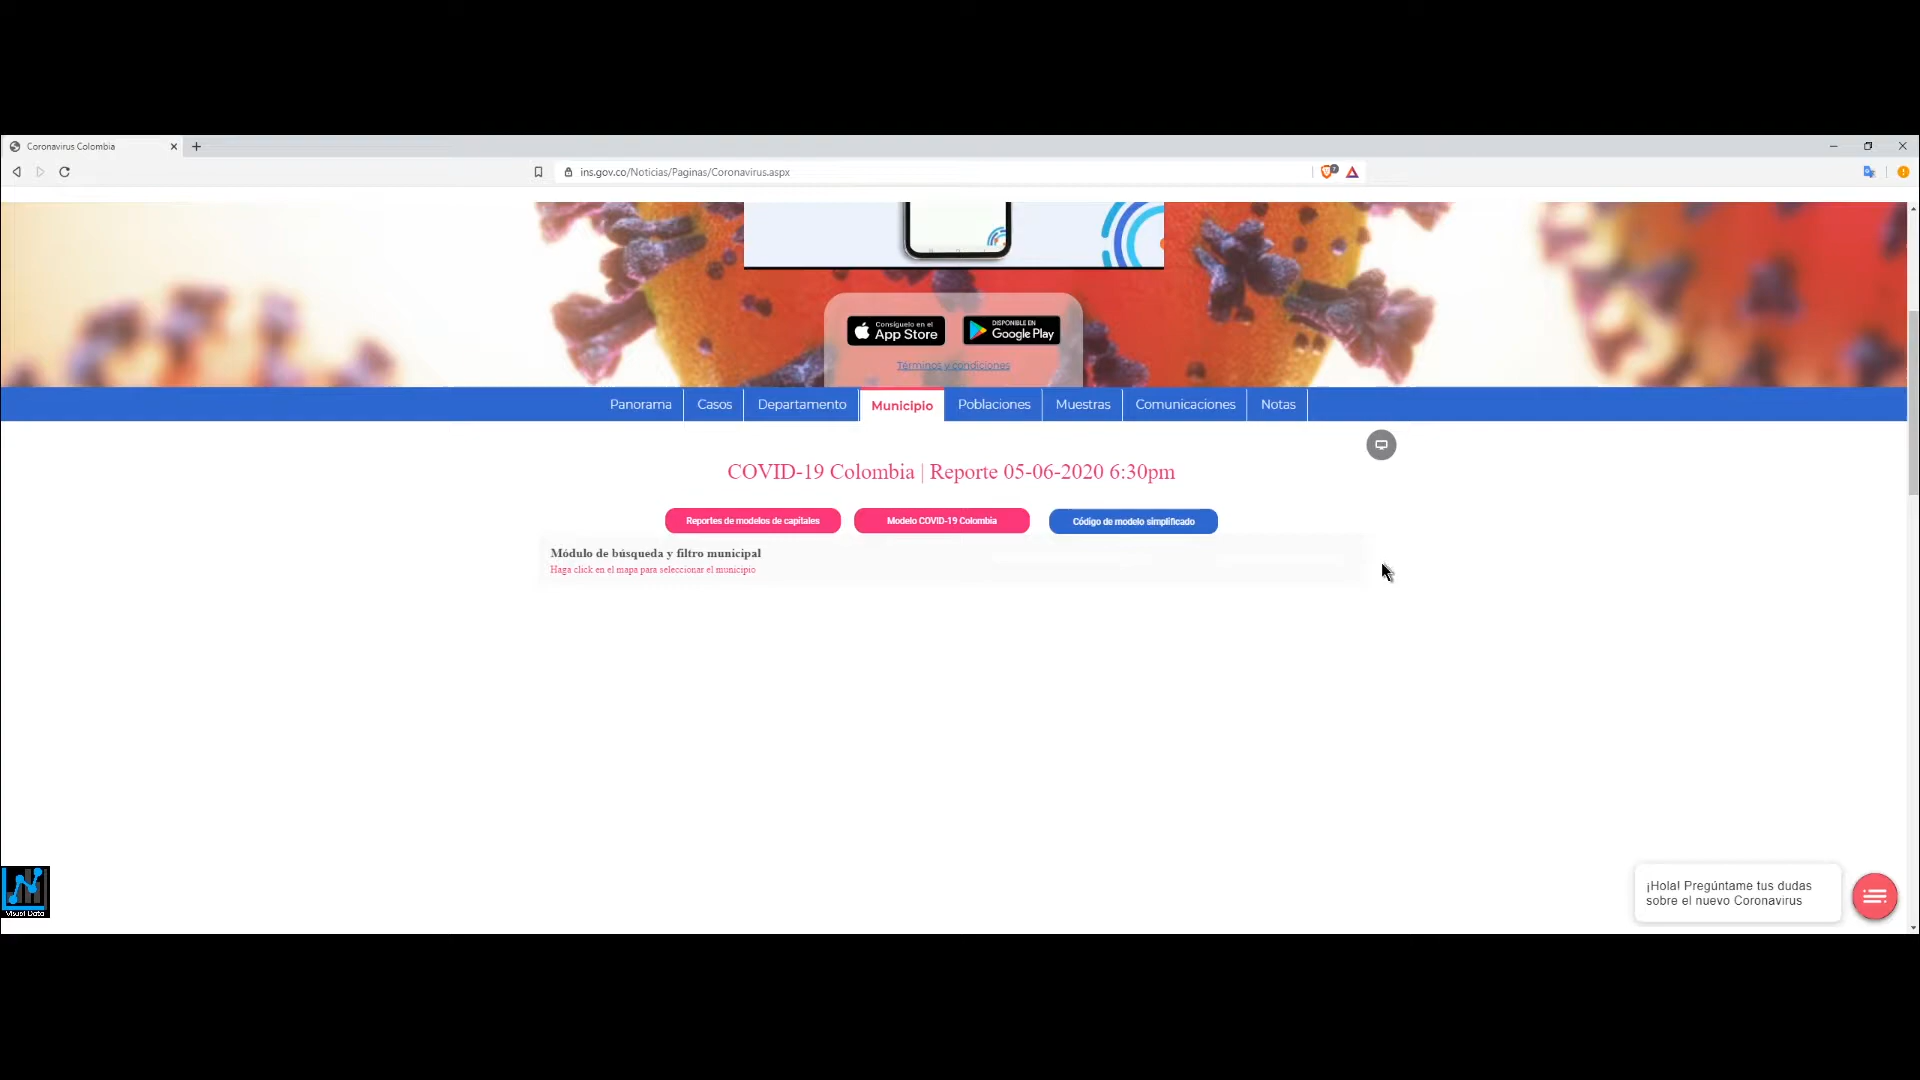 Coronavirus Colombia
ins.gov.co/Noticias/Paginas/Coronavirus.aspx
Consíguelo en el
App Store
DISPONIBLE EN
Google Play
Términos y condiciones
Panorama Casos Departamento Municipio Poblaciones Muestras Comunicaciones Notas
COVID-19 Colombia | Reporte 05-06-2020 6:30pm
Reportes de modelos de capitales Modelo COVID-19 Colombia Código de modelo simplificado
Módulo de búsqueda y filtro municipal
Haga click en el mapa para seleccionar el municipio
¡Hola! Pregúntame tus dudas
sobre el nuevo Coronavirus
Visual Data